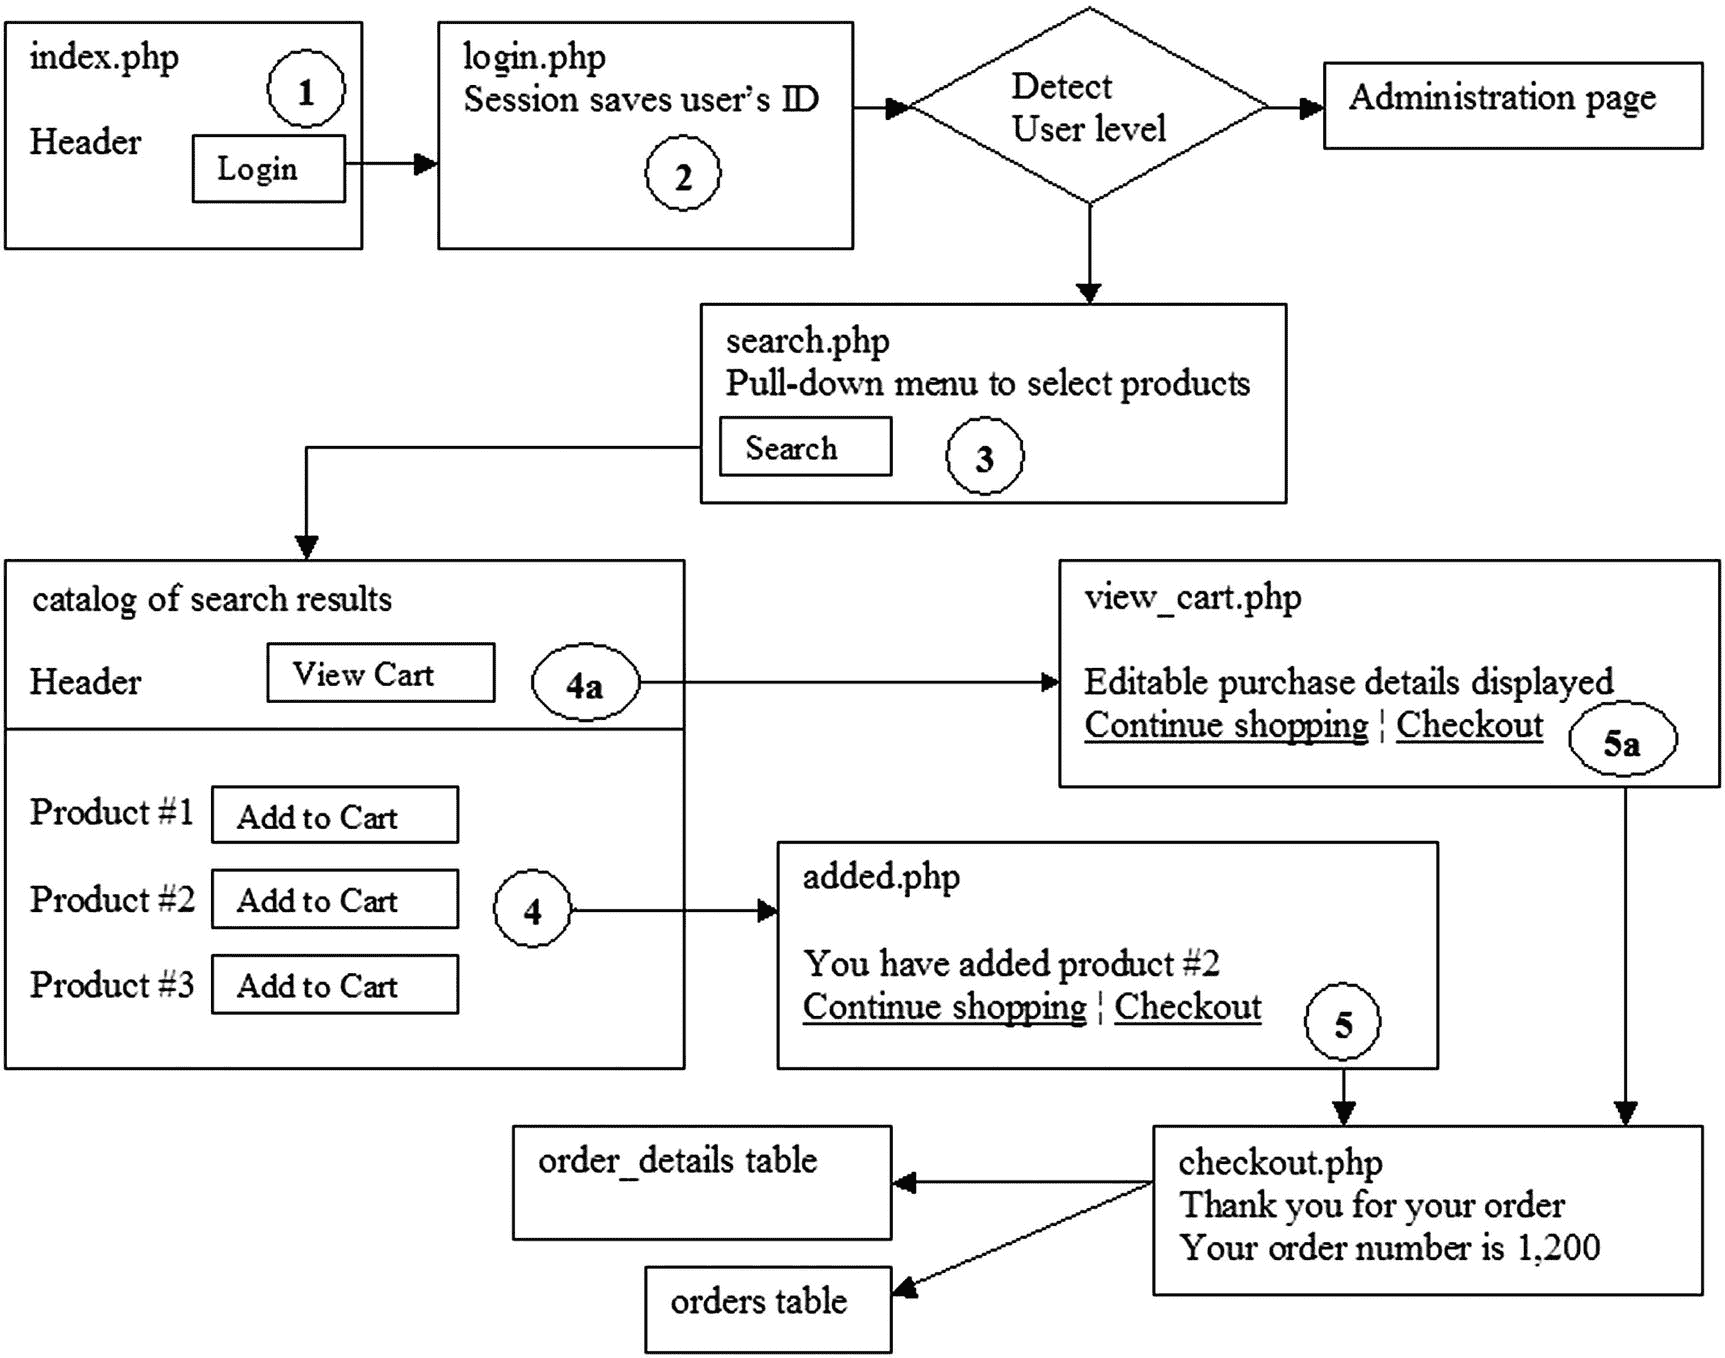 index.php
1
Header
Login
login.php
Session saves user's ID
2
Detect
User level
Administration page
search.php
Pull-down menu to select products
Search
3
catalog of search results
Header
View Cart
4a
view_cart.php
Editable purchase details displayed
Continue shopping ¦ Checkout
5a
Product #1
Add to Cart
Product #2
Add to Cart
4
Product #3
Add to Cart
added.php
You have added product #2
Continue shopping ¦ Checkout
5
order_details table
orders table
checkout.php
Thank you for your order
Your order number is 1,200